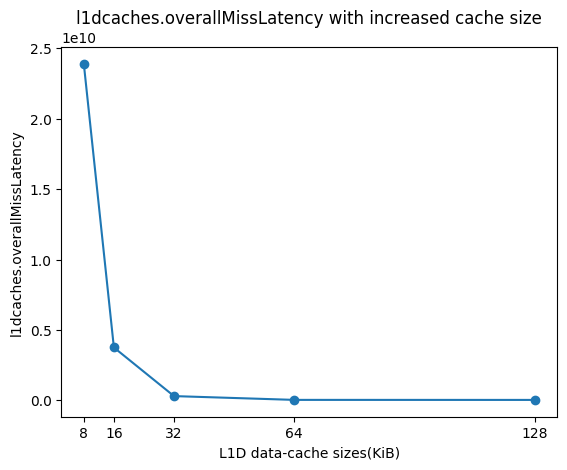 l1dcaches.overallMissLatency with increased cache size
1e10
2.5
2.0
1.5
1.0
0.5
0.0
l1dcaches.overallMissLatency
8 16 32 64 128
L1D data-cache sizes(KiB)